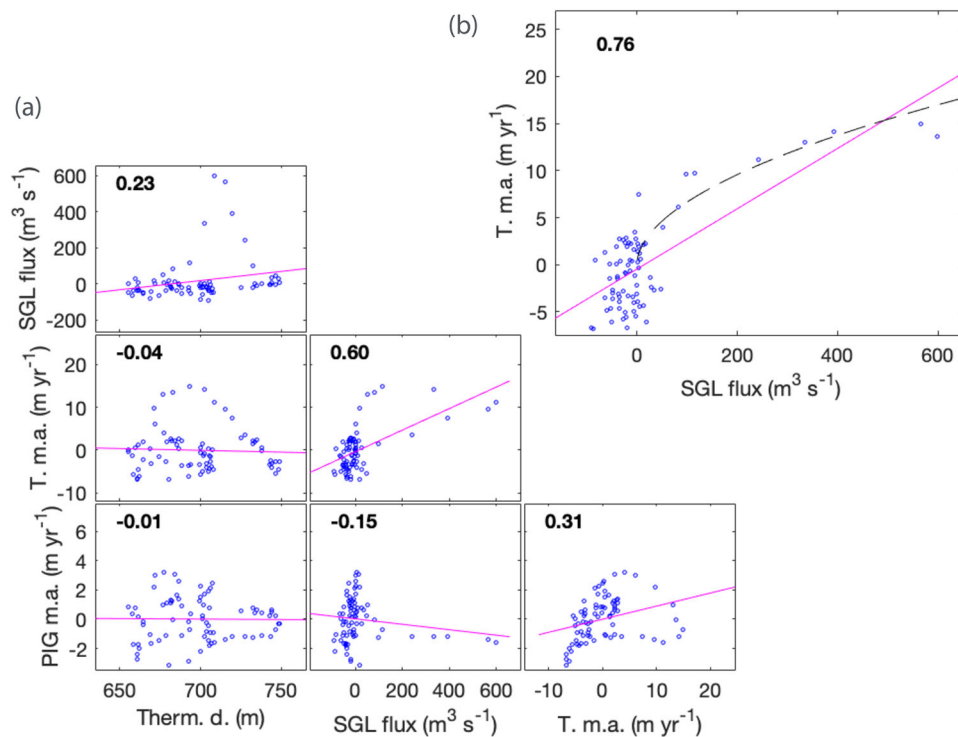 (b)
0.76
25
20
15
10
5
0
-5
T. m.a. (m yr⁻¹)
0
200
400
600
SGL flux (m³ s⁻¹)
(a)
0.23
600
400
200
0
-200
SGL flux (m³ s⁻¹)
-0.04
20
10
0
-10
T. m.a. (m yr⁻¹)
0.60
-0.01
6
4
2
0
-2
PIG m.a. (m yr⁻¹)
650 700 750
Therm. d. (m)
-0.15
0 200 400 600
SGL flux (m³ s⁻¹)
0.31
-10 0 10 20
T. m.a. (m yr⁻¹)